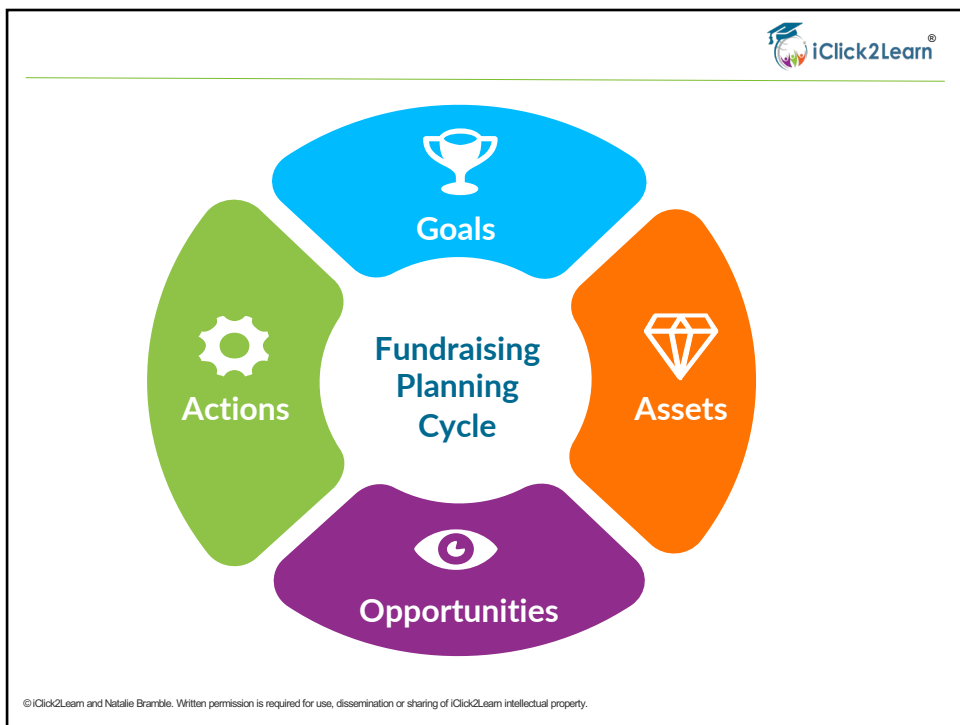 iClick2Learn®
Goals
Actions
Fundraising
Planning
Cycle
Assets
Opportunities
© iClick2Learn and Natalie Bramble. Written permission is required for use, dissemination or sharing of iClick2Learn intellectual property.